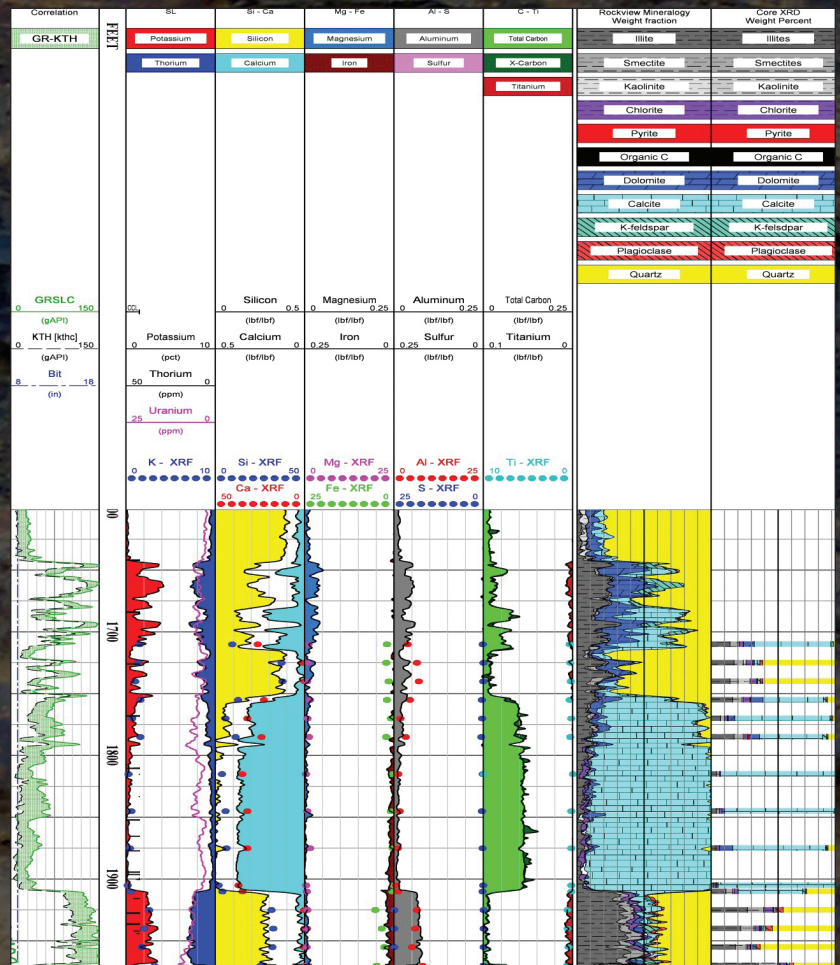 Correlation
SL
Si - Ca
Mg - Fe
Al - S
C - Ti
Rockview Mineralogy
Weight fraction
Core XRD
Weight Percent
GR-KTH
FEET
Potassium
Silicon
Magnesium
Aluminum
Total Carbon
Illite
Illites
Thorium
Calcium
Iron
Sulfur
X-Carbon
Smectite
Smectites
Titanium
Kaolinite
Kaolinite
Chlorite
Chlorite
Pyrite
Pyrite
Organic C
Organic C
Dolomite
Dolomite
Calcite
Calcite
K-feldspar
K-felsdpar
Plagioclase
Plagioclase
Quartz
Quartz
GRSLC
0 150
(gAPI)
KTH [kthc]
0 150
(gAPI)
Bit
8 18
(in)
Potassium
0 10
(pct)
Thorium
50 0
(ppm)
Uranium
25 0
(ppm)
K - XRF
0 10
Silicon
0 0.5
(lbf/lbf)
Calcium
0.5 0
(lbf/lbf)
Si - XRF
0 50
Ca - XRF
50 0
Magnesium
0 0.25
(lbf/lbf)
Iron
0.25 0
(lbf/lbf)
Mg - XRF
0 25
Fe - XRF
25 0
Aluminum
0 0.25
(lbf/lbf)
Sulfur
0.25 0
(lbf/lbf)
Al - XRF
0 25
S - XRF
25 0
Total Carbon
0 0.25
(lbf/lbf)
Titanium
0.1 0
(lbf/lbf)
Ti - XRF
10 0
1700
1800
1900